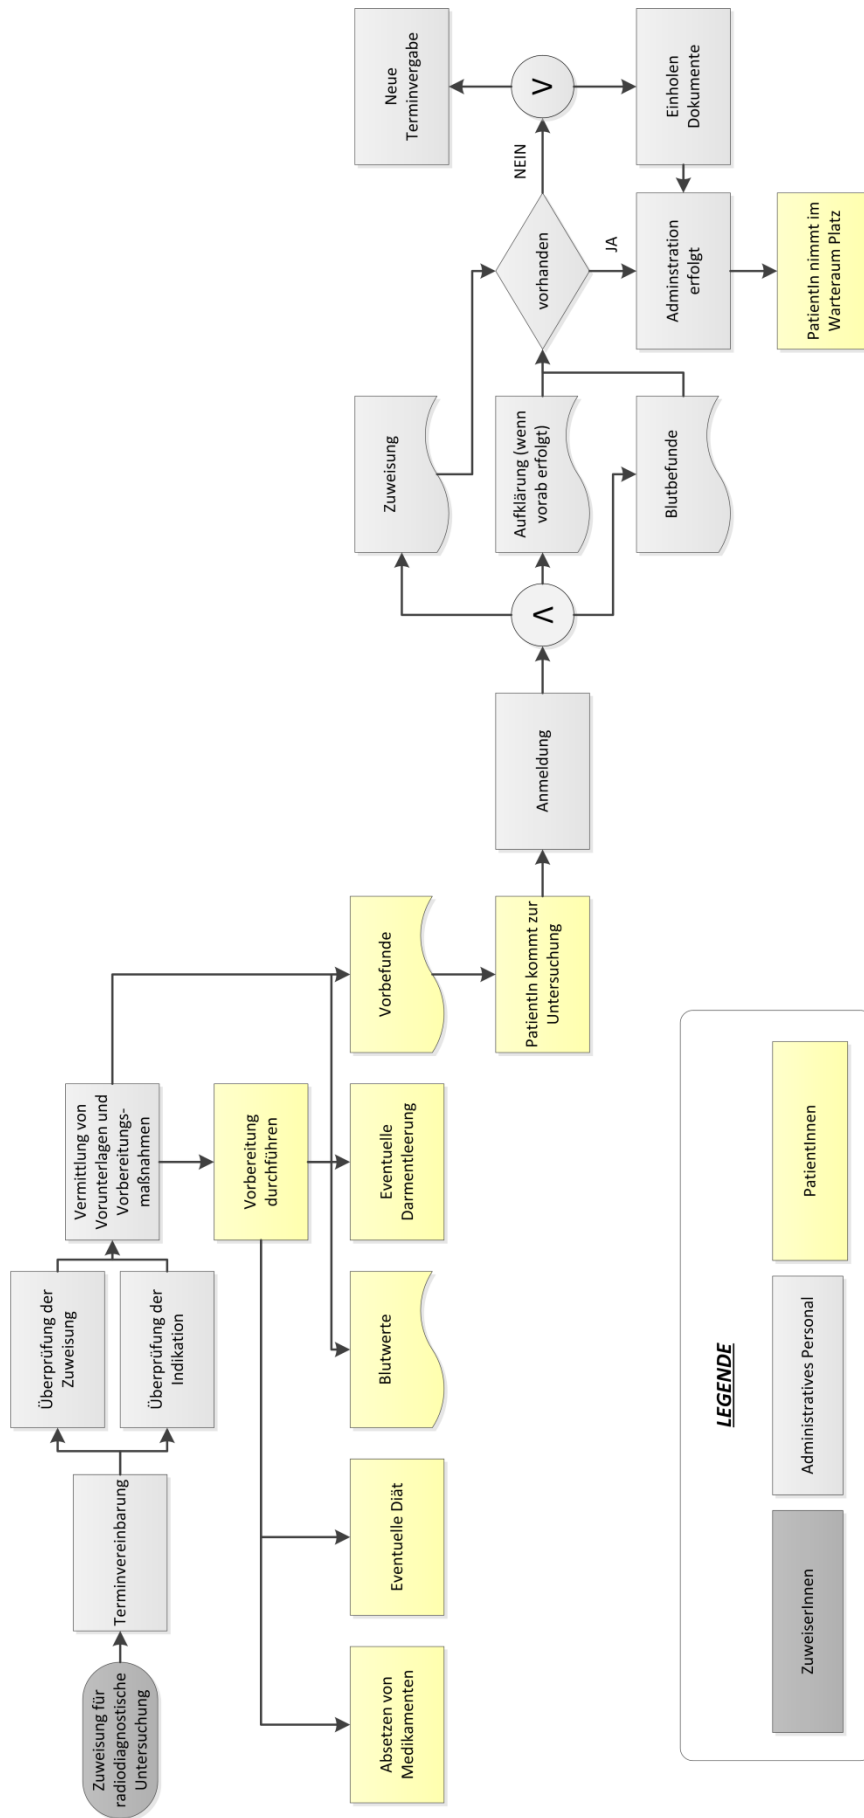 Zuweisung für
radiodiagnostische
Untersuchung
Terminvereinbarung
Überprüfung der
Zuweisung
Überprüfung der
Indikation
Vermittlung von
Vorunterlagen und
Vorbereitungs-
maßnahmen
Vorbereitung
durchführen
Absetzen von
Medikamenten
Eventuelle Diät
Blutwerte
Eventuelle
Darmentleerung
Vorbefunde
PatientIn kommt zur
Untersuchung
Anmeldung
V
Zuweisung
Aufklärung (wenn
vorab erfolgt)
Blutbefunde
vorhanden
NEIN
JA
V
Neue
Terminvergabe
Einholen
Dokumente
Adminstration
erfolgt
PatientIn nimmt im
Warteraum Platz
LEGENDE
ZuweiserInnen
Administratives Personal
PatientInnen